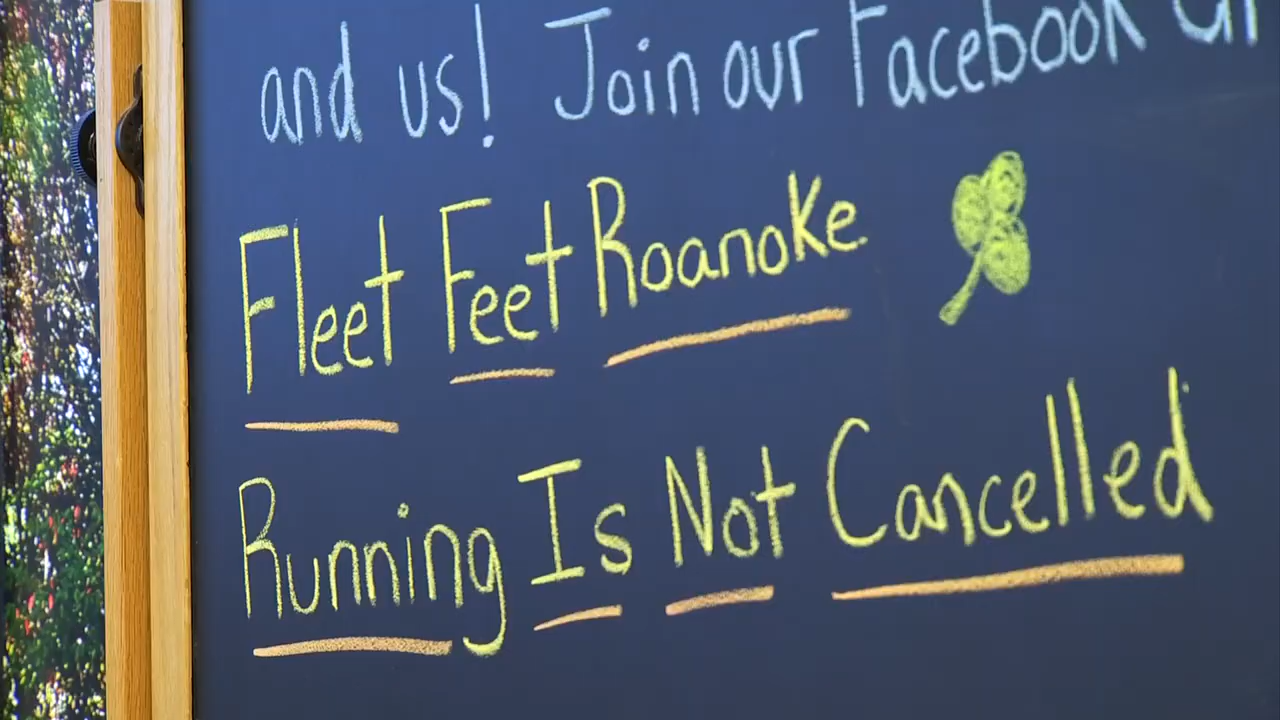 and us! Join our Facebook
Fleet Feet Roanoke
Running Is Not Cancelled